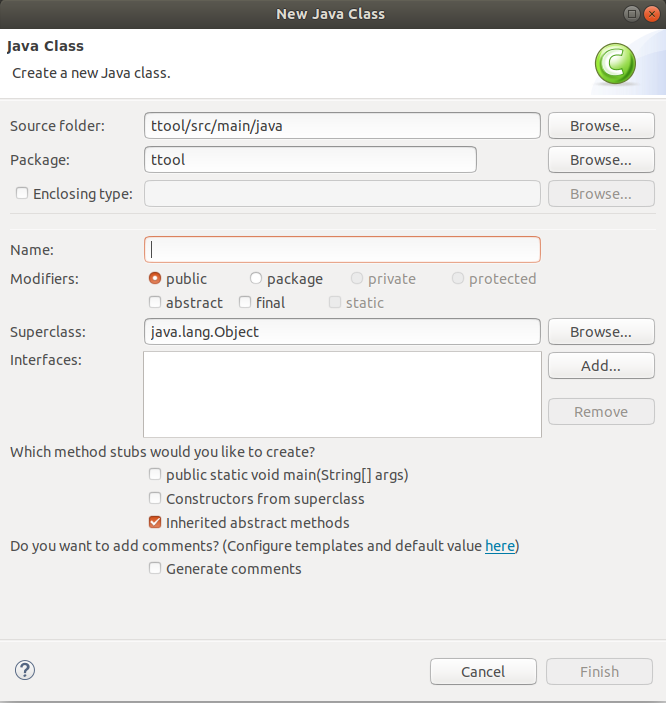 New Java Class
Java Class
Create a new Java class.
C
Source folder: ttool/src/main/java Browse...
Package: ttool Browse...
Enclosing type: Browse...
Name:
Modifiers: public package private protected
abstract final static
Superclass: java.lang.Object Browse...
Interfaces: Add...
Remove
Which method stubs would you like to create?
public static void main(String[] args)
Constructors from superclass
Inherited abstract methods
Do you want to add comments? (Configure templates and default value here)
Generate comments
? Cancel Finish